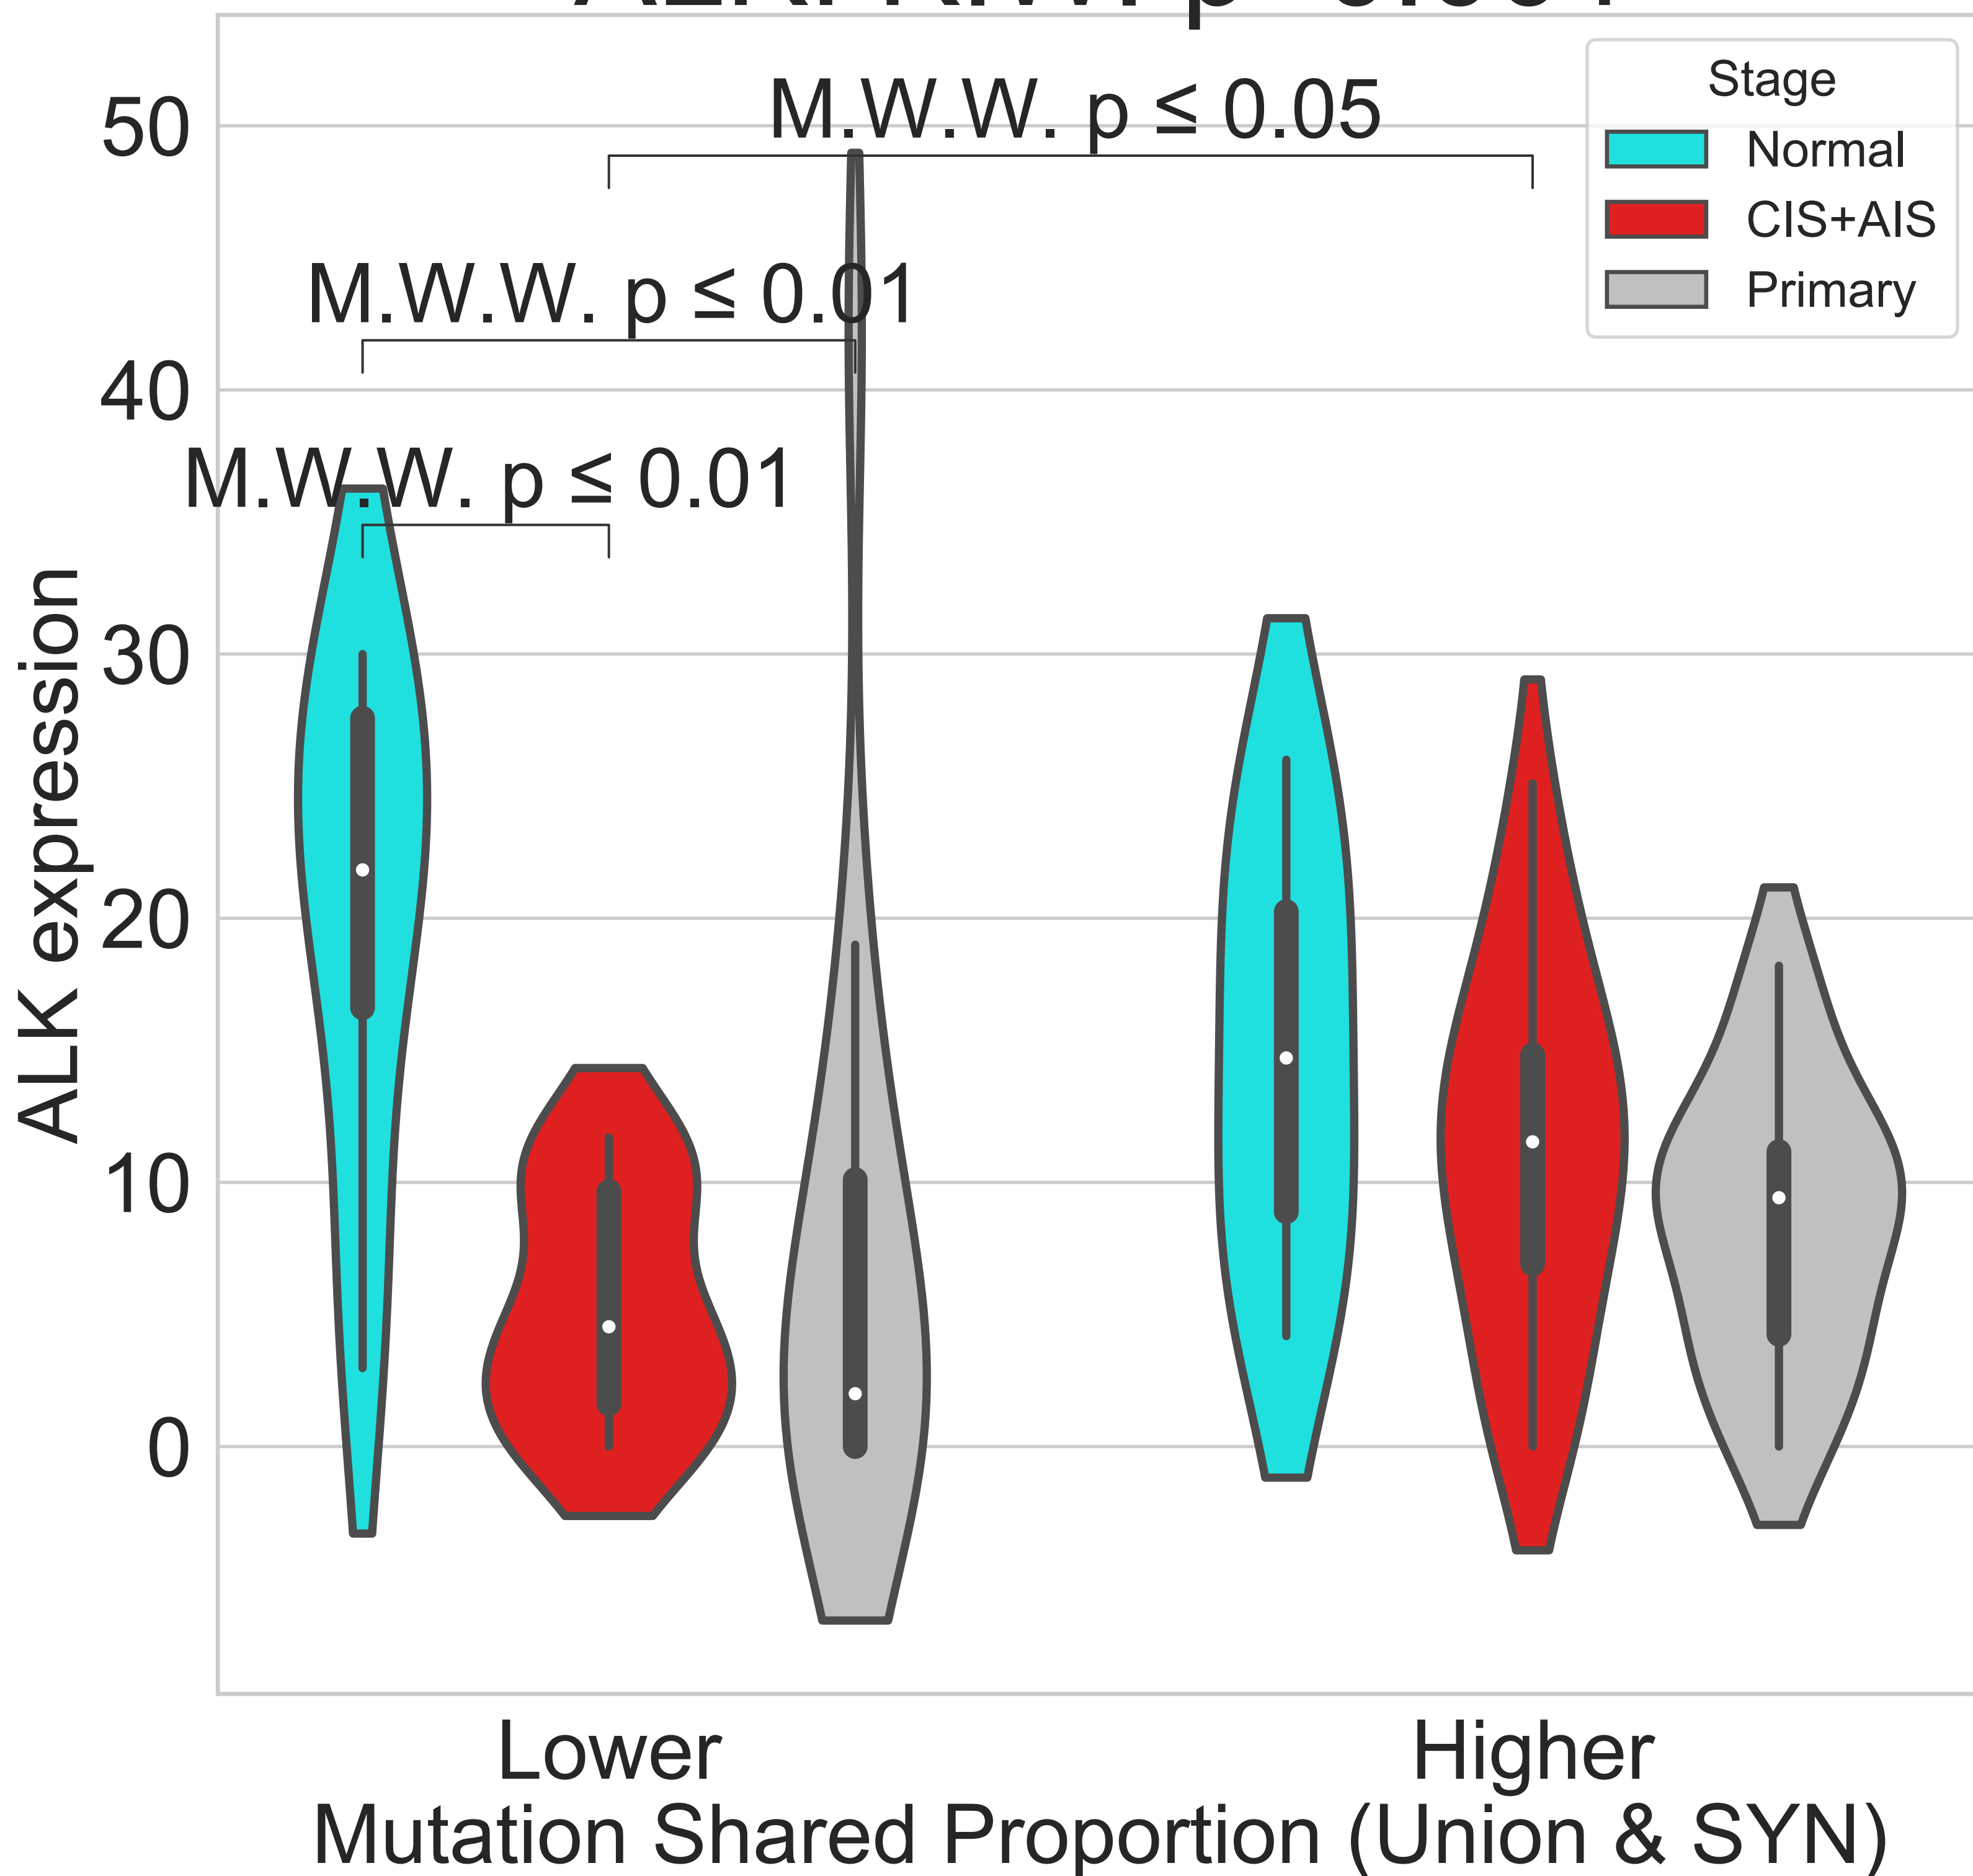 M.W.W. p ≤ 0.05
M.W.W. p ≤ 0.01
M.W.W. p ≤ 0.01
Stage
Normal
CIS+AIS
Primary
50
40
30
20
10
0
ALK expression
Lower
Higher
Mutation Shared Proportion (Union & SYN)